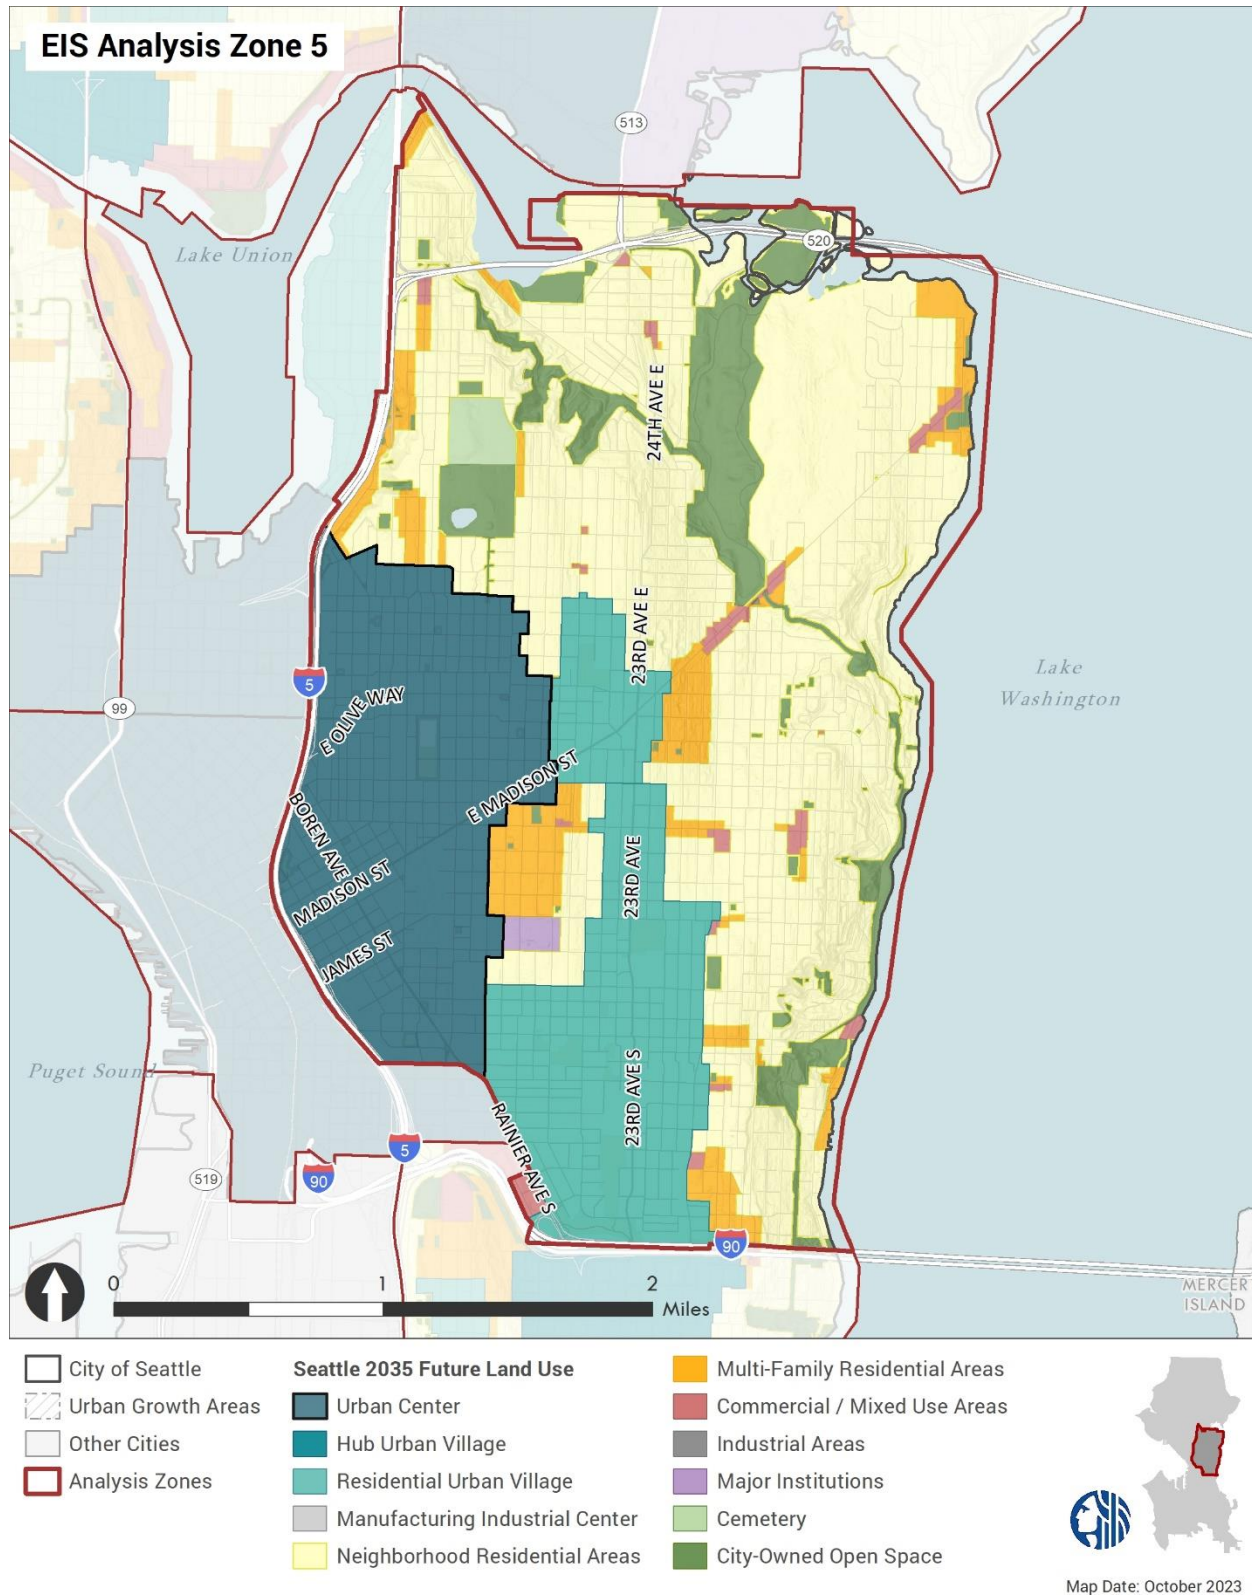 EIS Analysis Zone 5
513
520
Lake Union
24TH AVE E
23RD AVE E
5
99
E OLIVE WAY
Lake
Washington
E MADISON ST
BOREN AVE
MADISON ST
23RD AVE
JAMES ST
Puget Sound
23RD AVE S
RAINIER AVE S
5
90
519
90
0
1
2
Miles
MERCER
ISLAND
City of Seattle
Urban Growth Areas
Other Cities
Analysis Zones
Seattle 2035 Future Land Use
Urban Center
Hub Urban Village
Residential Urban Village
Manufacturing Industrial Center
Neighborhood Residential Areas
Multi-Family Residential Areas
Commercial / Mixed Use Areas
Industrial Areas
Major Institutions
Cemetery
City-Owned Open Space
Map Date: October 2023